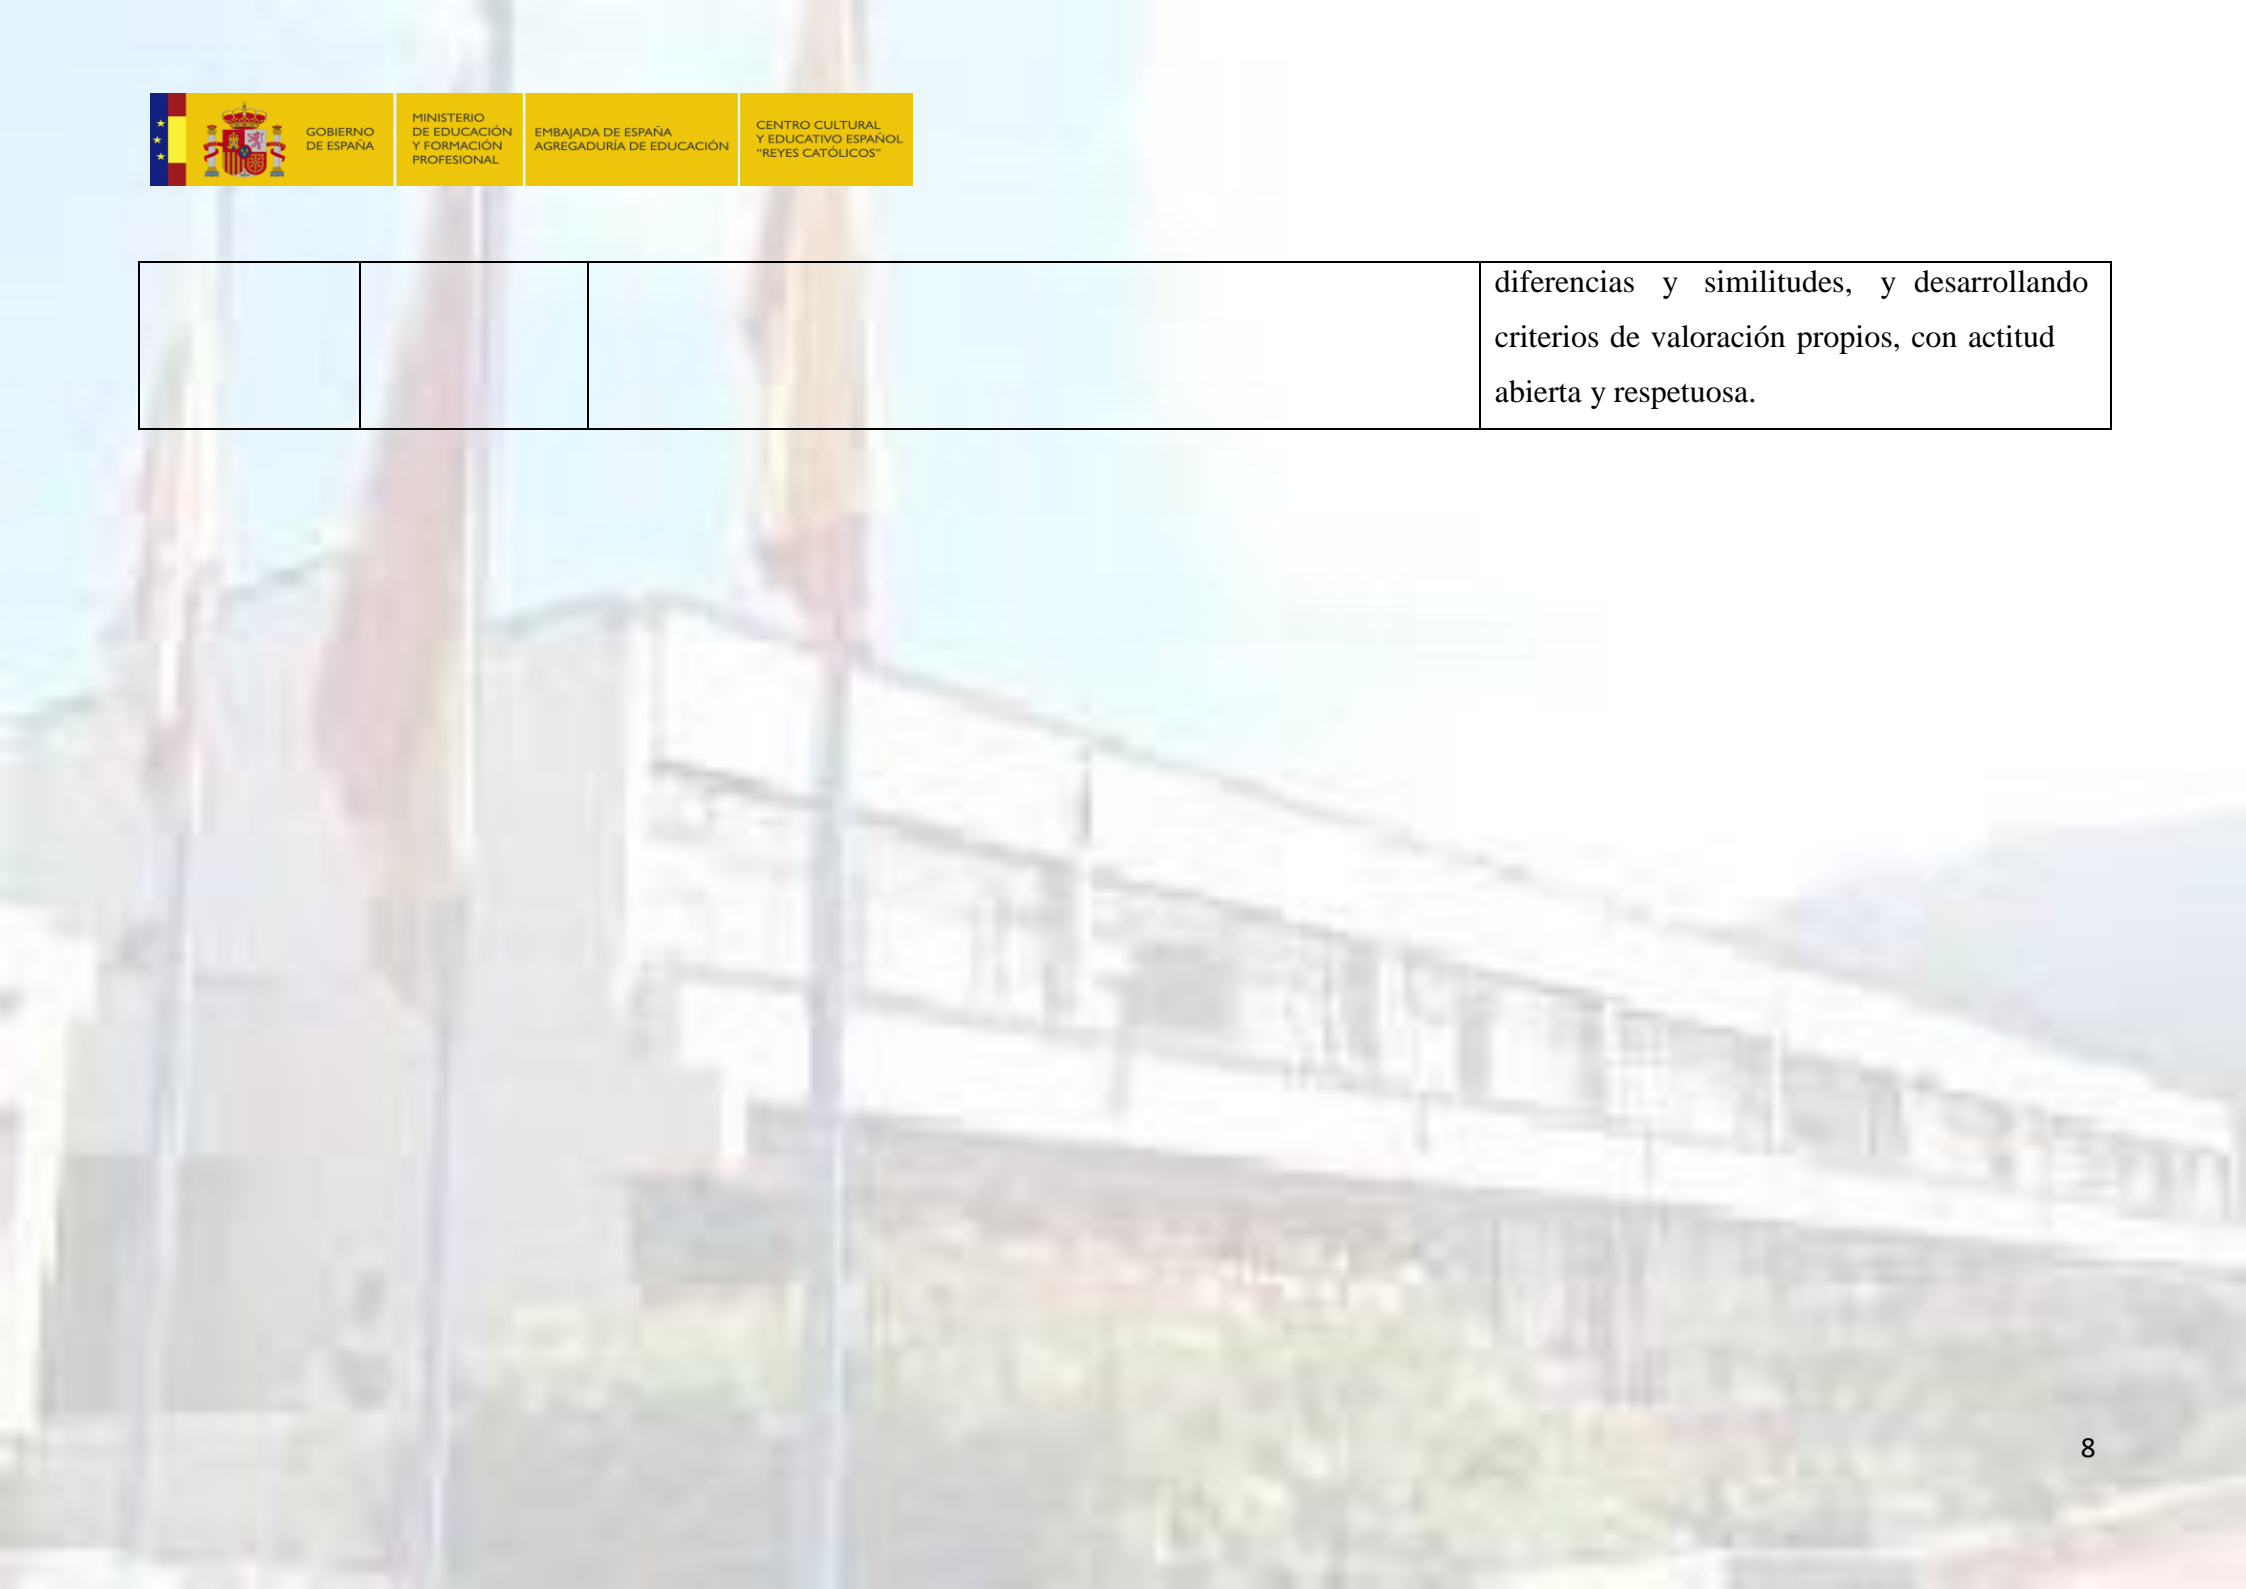 GOBIERNO
DE ESPAÑA
MINISTERIO
DE EDUCACIÓN
Y FORMACIÓN
PROFESIONAL
EMBAJADA DE ESPAÑA
AGREGADURÍA DE EDUCACIÓN
CENTRO CULTURAL
Y EDUCATIVO ESPAÑOL
"REYES CATÓLICOS"
diferencias y similitudes, y desarrollando
criterios de valoración propios, con actitud
abierta y respetuosa.
8